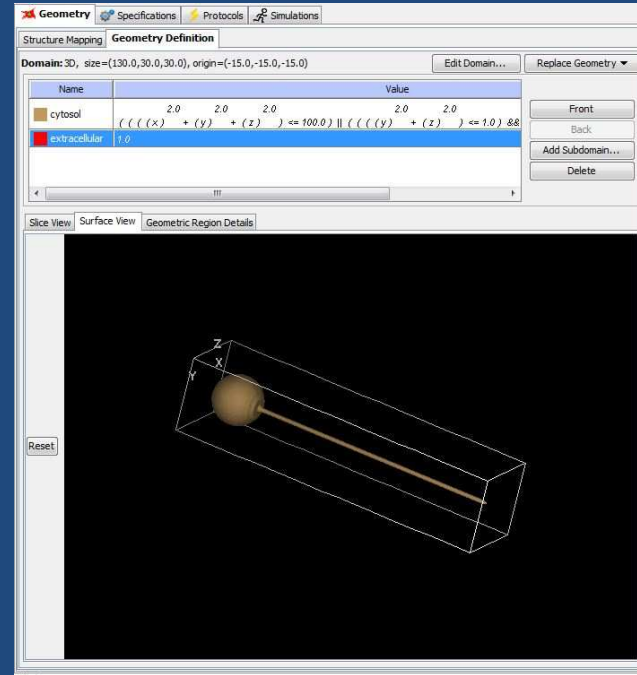 Geometry Specifications Protocols Simulations
Structure Mapping Geometry Definition
Domain: 3D, size=(130.0,30.0,30.0), origin=(-15.0,-15.0,-15.0) Edit Domain... Replace Geometry
Name Value
2.0 2.0 2.0 2.0 2.0
cytosol ( ( ( ( x ) + ( y ) + ( z ) ) <= 100.0 ) || ( ( ( ( y ) + ( z ) ) <= 1.0 ) &&
extracellular 1.0
Front
Back
Add Subdomain...
Delete
Slice View Surface View Geometric Region Details
Z
X
Y
Reset